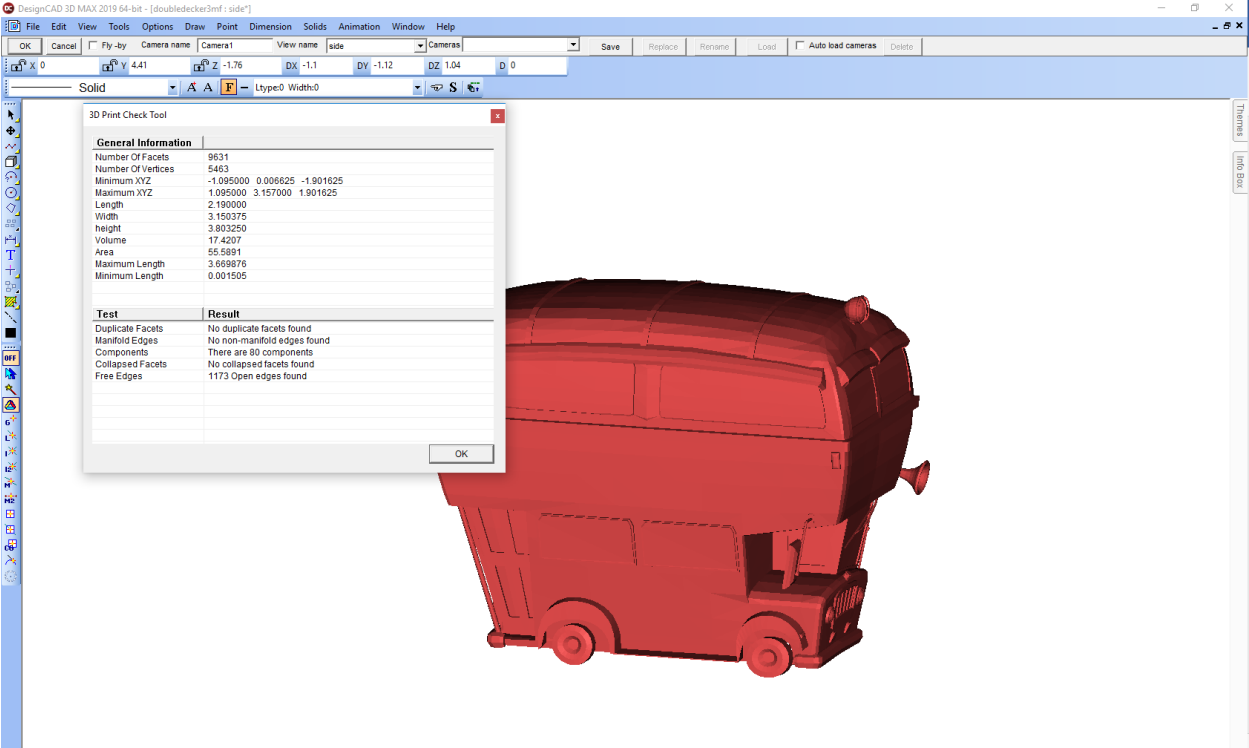 DesignCAD 3D MAX 2019 64-bit - [doubledecker3mf : side*]
File Edit View Tools Options Draw Point Dimension Solids Animation Window Help
OK Cancel Fly -by Camera name Camera1 View name side Cameras Save Replace Rename Load Auto load cameras Delete
X 0 Y 4.41 Z -1.76 DX -1.1 DY -1.12 DZ 1.04 D 0
Solid A A F Ltype:0 Width:0 S
Themes
Info Box
3D Print Check Tool
x
General Information
Number Of Facets 9631
Number Of Vertices 5463
Minimum XYZ -1.095000 0.006625 -1.901625
Maximum XYZ 1.095000 3.157000 1.901625
Length 2.190000
Width 3.150375
height 3.803250
Volume 17.4207
Area 55.5891
Maximum Length 3.669876
Minimum Length 0.001505
Test Result
Duplicate Facets No duplicate facets found
Manifold Edges No non-manifold edges found
Components There are 80 components
Collapsed Facets No collapsed facets found
Free Edges 1173 Open edges found
OK
T
OFF
G
L
I
M
M2